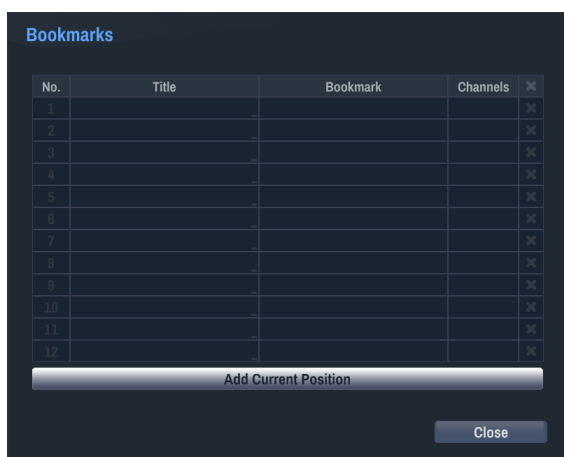 Bookmarks
No. Title Bookmark Channels ×
1 _ ×
2 _ ×
3 _ ×
4 _ ×
5 _ ×
6 _ ×
7 _ ×
8 _ ×
9 _ ×
10 _ ×
11 _ ×
12 _ ×
Add Current Position
Close